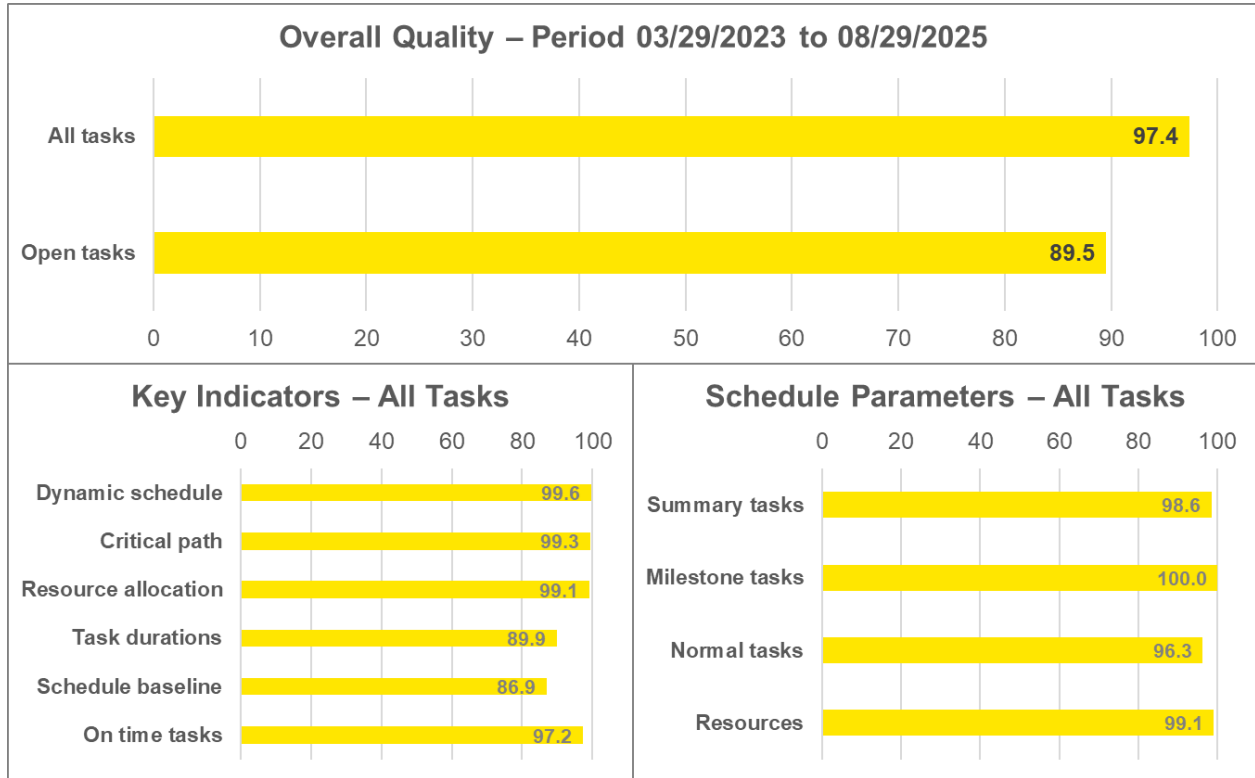 Overall Quality – Period 03/29/2023 to 08/29/2025
All tasks 97.4
Open tasks 89.5
0 10 20 30 40 50 60 70 80 90 100
Key Indicators – All Tasks
0 20 40 60 80 100
Dynamic schedule 99.6
Critical path 99.3
Resource allocation 99.1
Task durations 89.9
Schedule baseline 86.9
On time tasks 97.2
Schedule Parameters – All Tasks
0 20 40 60 80 100
Summary tasks 98.6
Milestone tasks 100.0
Normal tasks 96.3
Resources 99.1